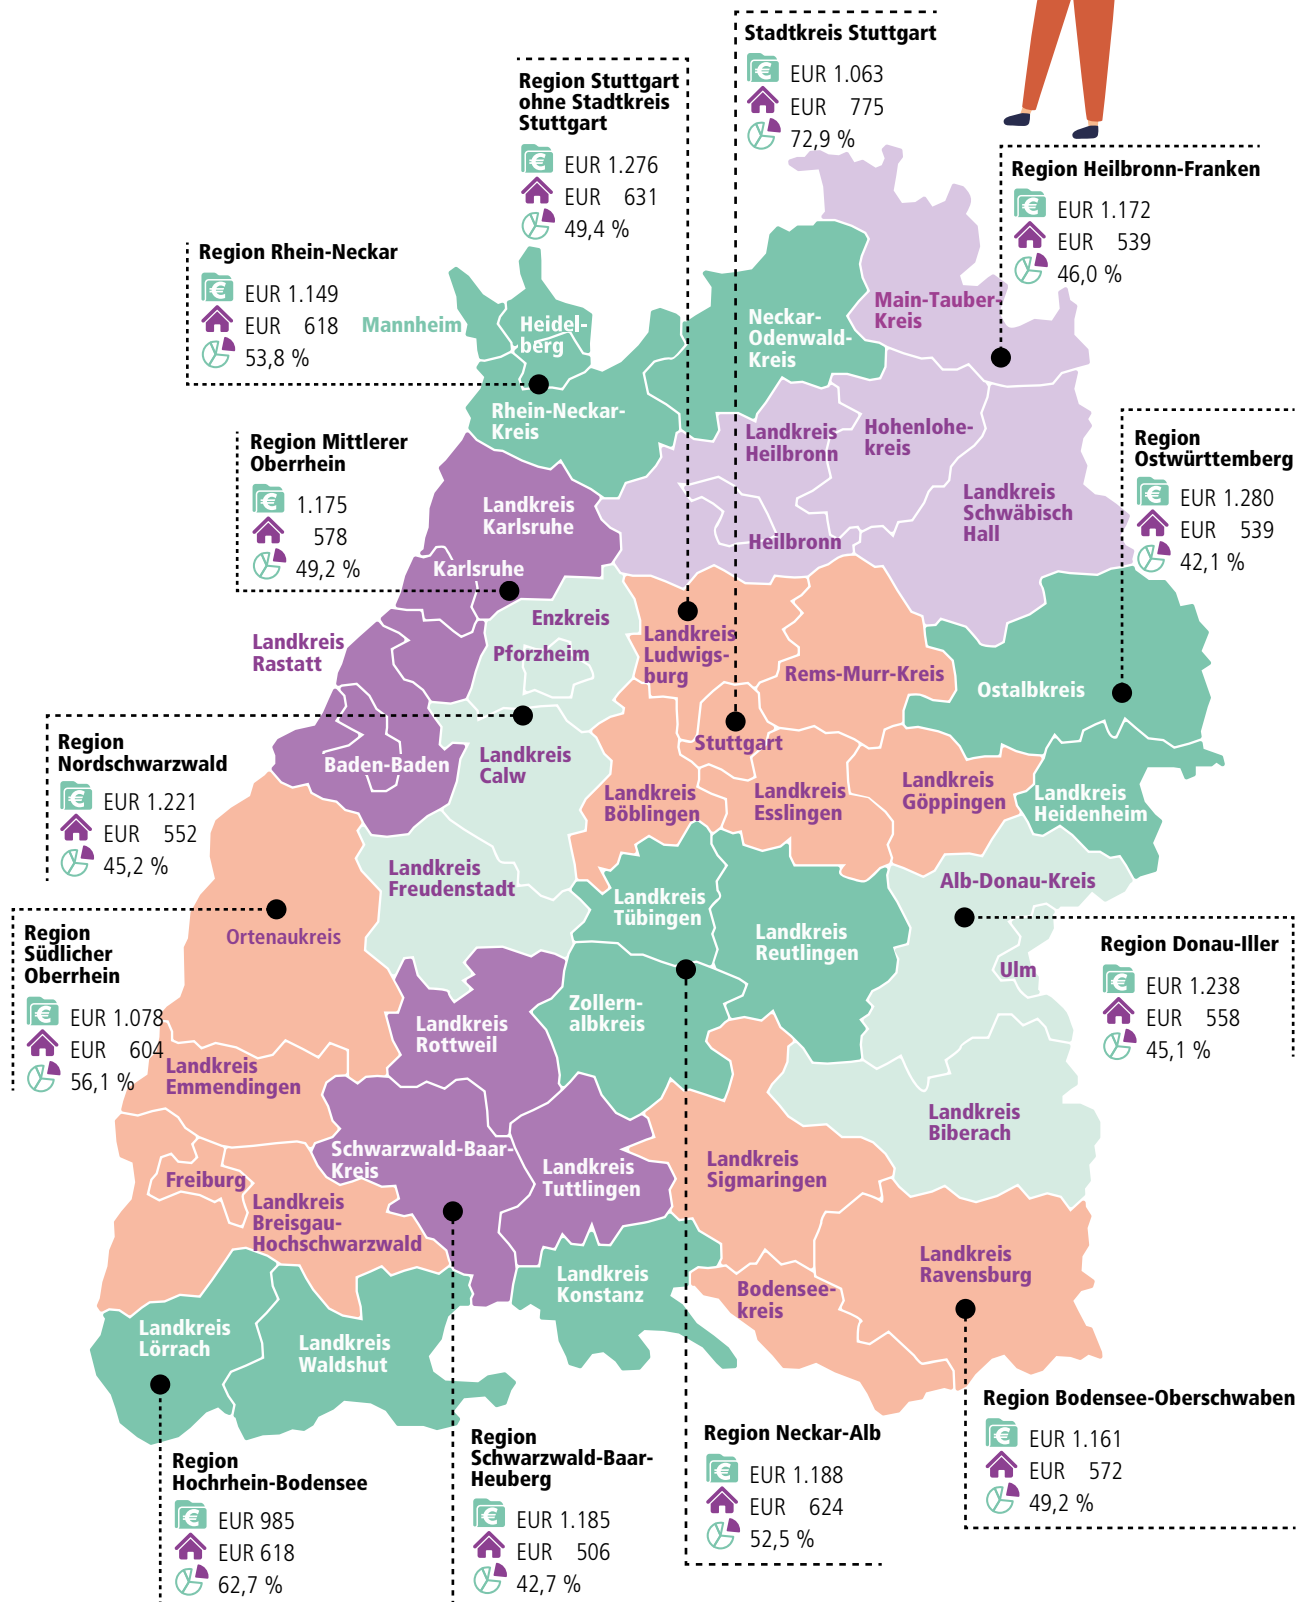 Stadtkreis Stuttgart
EUR 1.063
EUR 775
72,9 %
Region Stuttgart
ohne Stadtkreis
Stuttgart
EUR 1.276
EUR 631
49,4 %
Region Heilbronn-Franken
EUR 1.172
EUR 539
46,0 %
Region Rhein-Neckar
EUR 1.149
EUR 618
53,8 %
Mannheim
Heidel-
berg
Neckar-
Odenwald-
Kreis
Main-Tauber-
Kreis
Rhein-Neckar-
Kreis
Landkreis
Heilbronn
Hohenlohe-
kreis
Region Mittlerer
Oberrhein
1.175
578
49,2 %
Region
Ostwürttemberg
EUR 1.280
EUR 539
42,1 %
Landkreis
Karlsruhe
Landkreis
Schwäbisch
Hall
Heilbronn
Karlsruhe
Enzkreis
Pforzheim
Landkreis
Rastatt
Landkreis
Ludwigs-
burg
Rems-Murr-Kreis
Ostalbkreis
Stuttgart
Region
Nordschwarzwald
EUR 1.221
EUR 552
45,2 %
Baden-Baden
Landkreis
Calw
Landkreis
Böblingen
Landkreis
Esslingen
Landkreis
Göppingen
Landkreis
Heidenheim
Landkreis
Freudenstadt
Landkreis
Tübingen
Alb-Donau-Kreis
Region
Südlicher
Oberrhein
EUR 1.078
EUR 604
56,1 %
Ortenaukreis
Landkreis
Reutlingen
Ulm
Region Donau-Iller
EUR 1.238
EUR 558
45,1 %
Zollern-
albkreis
Landkreis
Rottweil
Landkreis
Emmendingen
Landkreis
Biberach
Schwarzwald-Baar-
Kreis
Landkreis
Tuttlingen
Landkreis
Sigmaringen
Freiburg
Landkreis
Breisgau-
Hochschwarzwald
Landkreis
Ravensburg
Landkreis
Konstanz
Bodensee-
kreis
Landkreis
Lörrach
Landkreis
Waldshut
Region
Hochrhein-Bodensee
EUR 985
EUR 618
62,7 %
Region
Schwarzwald-Baar-
Heuberg
EUR 1.185
EUR 506
42,7 %
Region Neckar-Alb
EUR 1.188
EUR 624
52,5 %
Region Bodensee-Oberschwaben
EUR 1.161
EUR 572
49,2 %